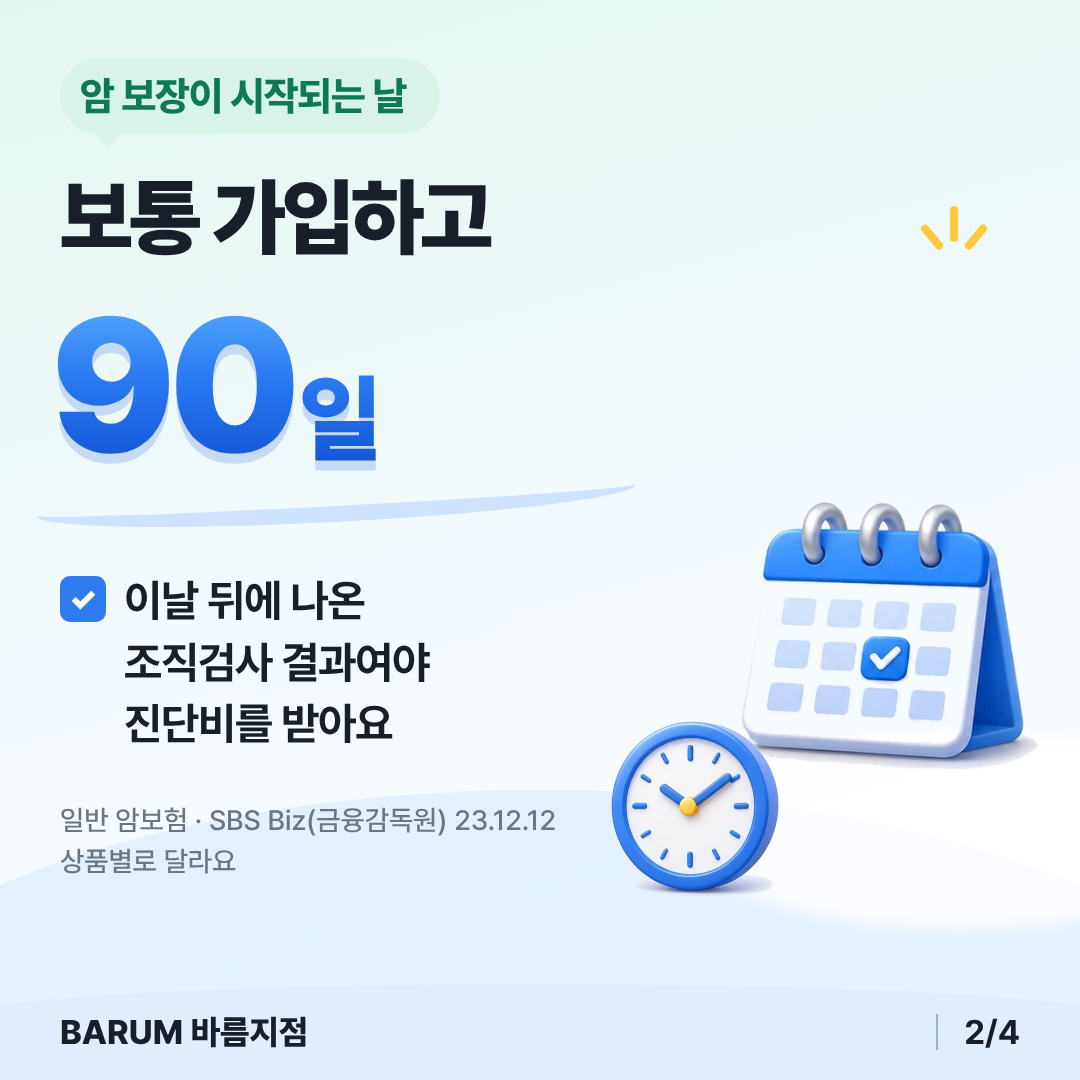 암 보장이 시작되는 날
보통 가입하고
90일
이날 뒤에 나온
조직검사 결과여야
진단비를 받아요
일반 암보험 · SBS Biz(금융감독원) 23.12.12
상품별로 달라요
BARUM 바름지점
2/4